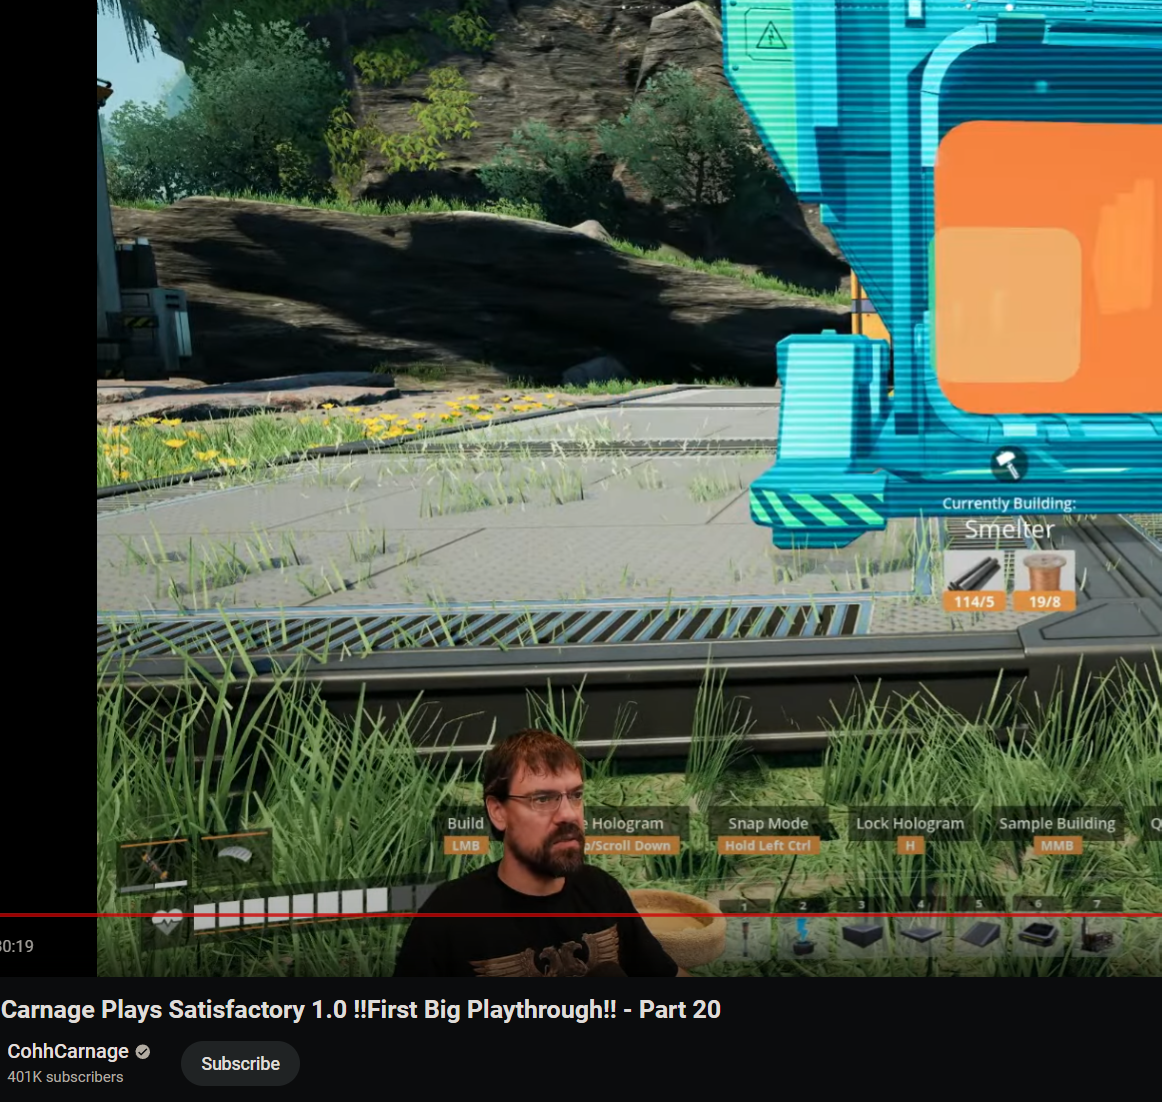 Currently Building:
Smelter
114/5
19/8
Build
Hologram
Snap Mode
Lock Hologram
Sample Building
LMB
/Scroll Down
Hold Left Ctrl
H
MMB
1
2
3
4
5
6
7
30:19
Carnage Plays Satisfactory 1.0 !!First Big Playthrough!! - Part 20
CohhCarnage
401K subscribers
Subscribe